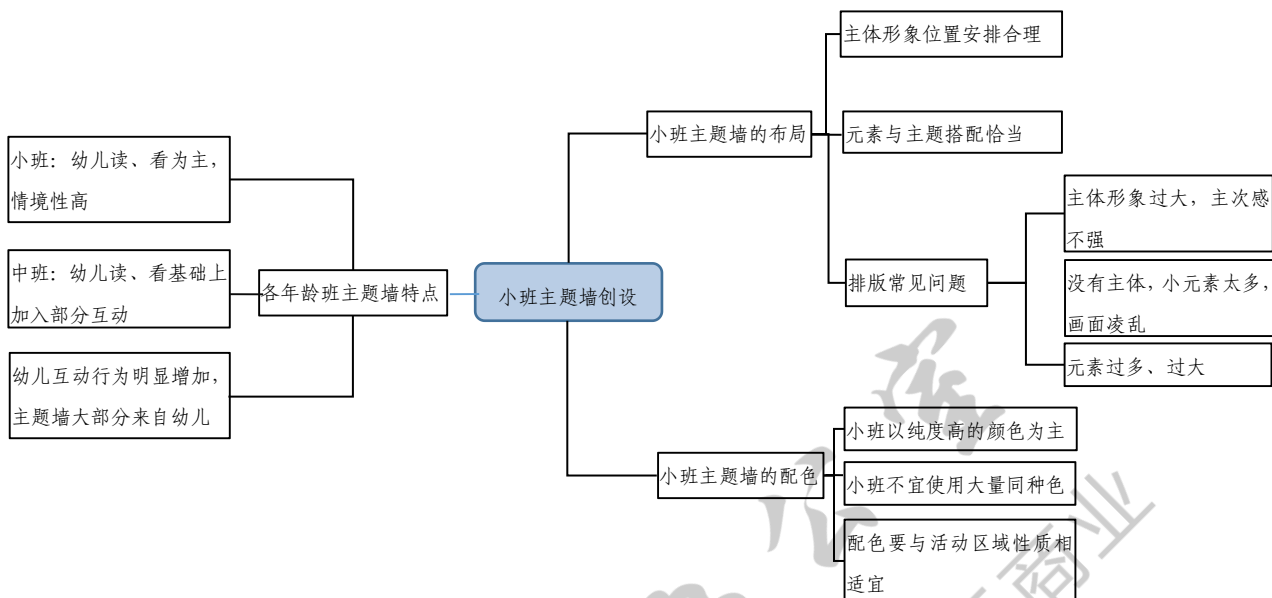 主体形象位置安排合理
小班主题墙的布局
元素与主题搭配恰当
小班：幼儿读、看为主，
情境性高
主体形象过大，主次感
不强
中班：幼儿读、看基础上
加入部分互动
各年龄班主题墙特点
小班主题墙创设
排版常见问题
没有主体，小元素太多，
画面凌乱
幼儿互动行为明显增加，
主题墙大部分来自幼儿
元素过多、过大
小班以纯度高的颜色为主
小班主题墙的配色
小班不宜使用大量同种色
配色要与活动区域性质相
适宜
商业